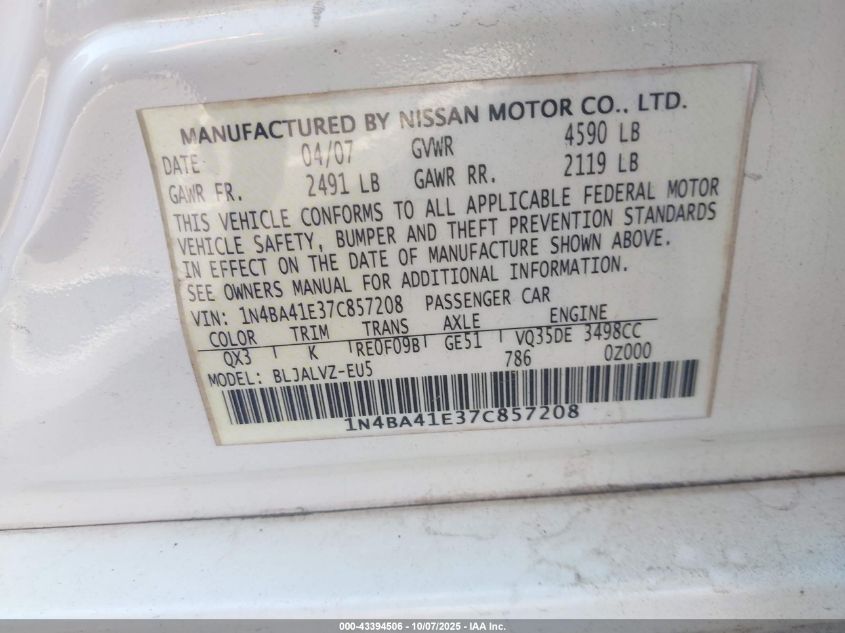 MANUFACTURED BY NISSAN MOTOR CO., LTD.
DATE 04/07 GVWR 4590 LB
GAWR FR. 2491 LB GAWR RR. 2119 LB
THIS VEHICLE CONFORMS TO ALL APPLICABLE FEDERAL MOTOR
VEHICLE SAFETY, BUMPER AND THEFT PREVENTION STANDARDS
IN EFFECT ON THE DATE OF MANUFACTURE SHOWN ABOVE.
SEE OWNERS MANUAL FOR ADDITIONAL INFORMATION.
VIN: 1N4BA41E37C857208 PASSENGER CAR
COLOR TRIM TRANS AXLE ENGINE
QX3 K RE0F09B GE51 VQ35DE 3498CC
MODEL: BLJALVZ-EU5 786 0Z000
1N4BA41E37C857208
000-43394506 - 10/07/2025 - IAA Inc.